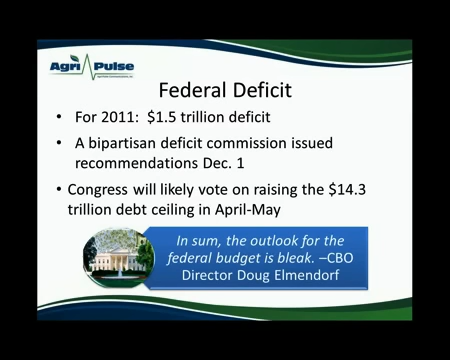 Agri Pulse
Federal Deficit
• For 2011: $1.5 trillion deficit
• A bipartisan deficit commission issued
recommendations Dec. 1
• Congress will likely vote on raising the $14.3
trillion debt ceiling in April-May
In sum, the outlook for the
federal budget is bleak. –CBO
Director Doug Elmendorf